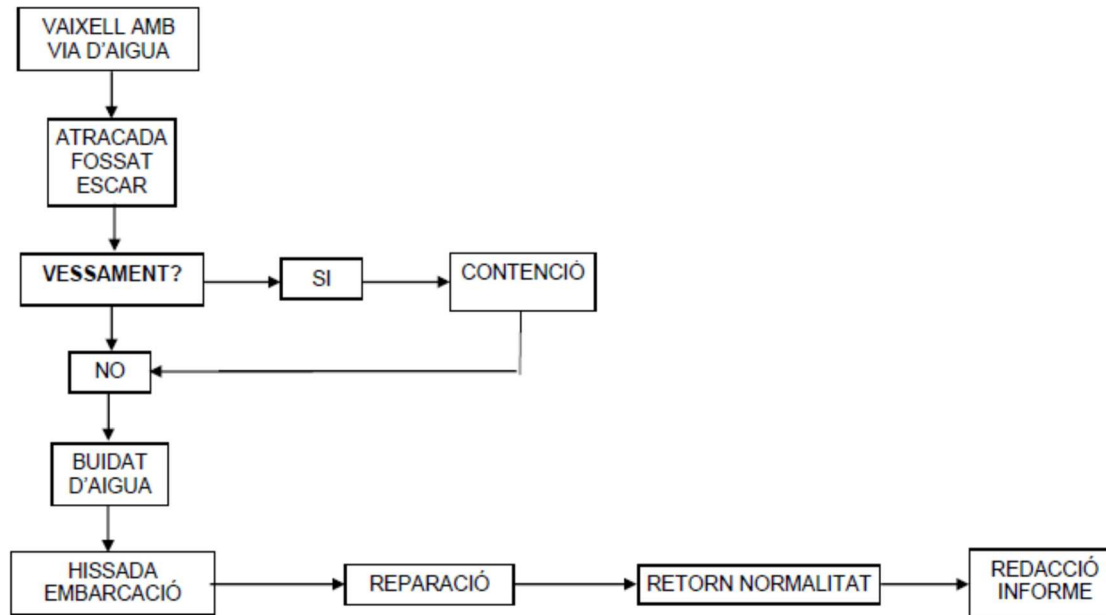 VAIXELL AMB
VIA D'AIGUA
ATRACADA
FOSSAT
ESCAR
VESSAMENT?
SI
CONTENCIÓ
NO
BUIDAT
D'AIGUA
HISSADA
EMBARCACIÓ
REPARACIÓ
RETORN NORMALITAT
REDACCIÓ
INFORME